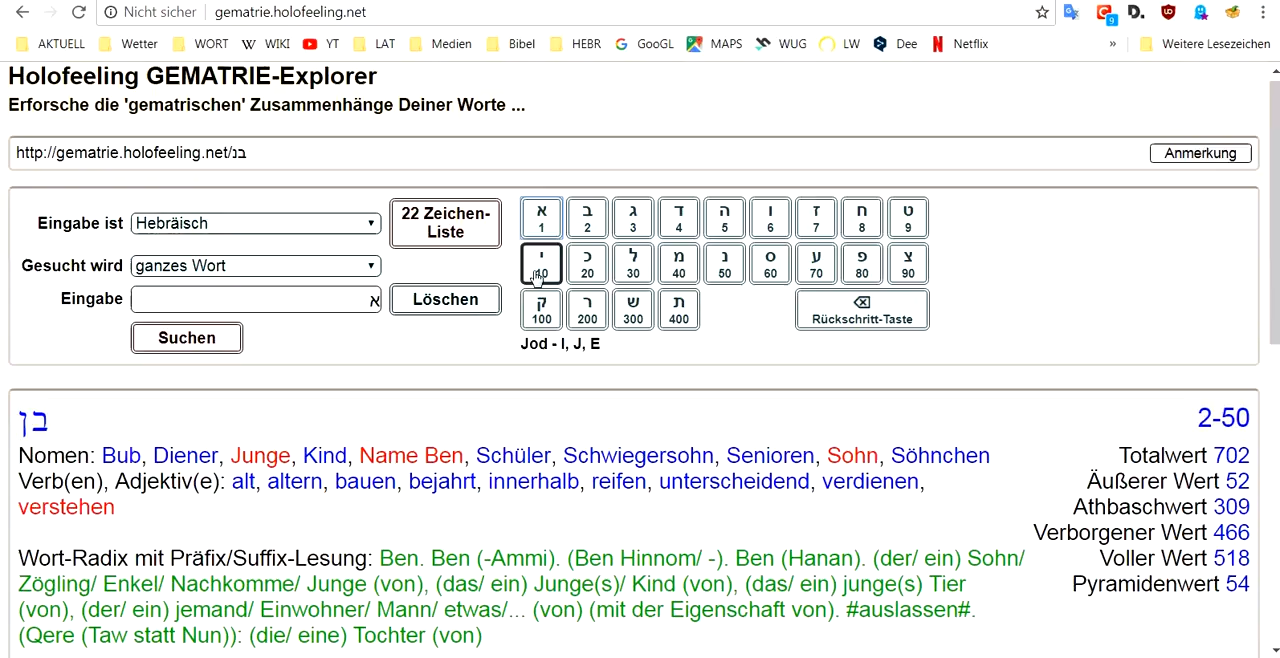 Nicht sicher | gematrie.holofeeling.net
AKTUELL Wetter WORT WIKI YT LAT Medien Bibel HEBR GooGL MAPS WUG LW Dee Netflix » Weitere Lesezeichen
Holofeeling GEMATRIE-Explorer
Erforsche die 'gematrischen' Zusammenhänge Deiner Worte ...
http://gematrie.holofeeling.net/בנ Anmerkung
Eingabe ist Hebräisch
22 Zeichen-Liste
Gesucht wird ganzes Wort
Eingabe א Löschen
Suchen
א ב ג ד ה ו ז ח ט
1 2 3 4 5 6 7 8 9
י כ ל מ נ ס ע פ צ
10 20 30 40 50 60 70 80 90
ק ר ש ת
100 200 300 400 Rückschritt-Taste
Jod - I, J, E
בן 2-50
Nomen: Bub, Diener, Junge, Kind, Name Ben, Schüler, Schwiegersohn, Senioren, Sohn, Söhnchen
Verb(en), Adjektiv(e): alt, altern, bauen, bejahrt, innerhalb, reifen, unterscheidend, verdienen,
verstehen
Wort-Radix mit Präfix/Suffix-Lesung: Ben. Ben (-Ammi). (Ben Hinnom/ -). Ben (Hanan). (der/ ein) Sohn/
Zögling/ Enkel/ Nachkomme/ Junge (von), (das/ ein) Junge(s)/ Kind (von), (das/ ein) junge(s) Tier
(von), (der/ ein) jemand/ Einwohner/ Mann/ etwas/... (von) (mit der Eigenschaft von). #auslassen#.
(Qere (Taw statt Nun)): (die/ eine) Tochter (von)
Totalwert 702
Äußerer Wert 52
Athbaschwert 309
Verborgener Wert 466
Voller Wert 518
Pyramidenwert 54